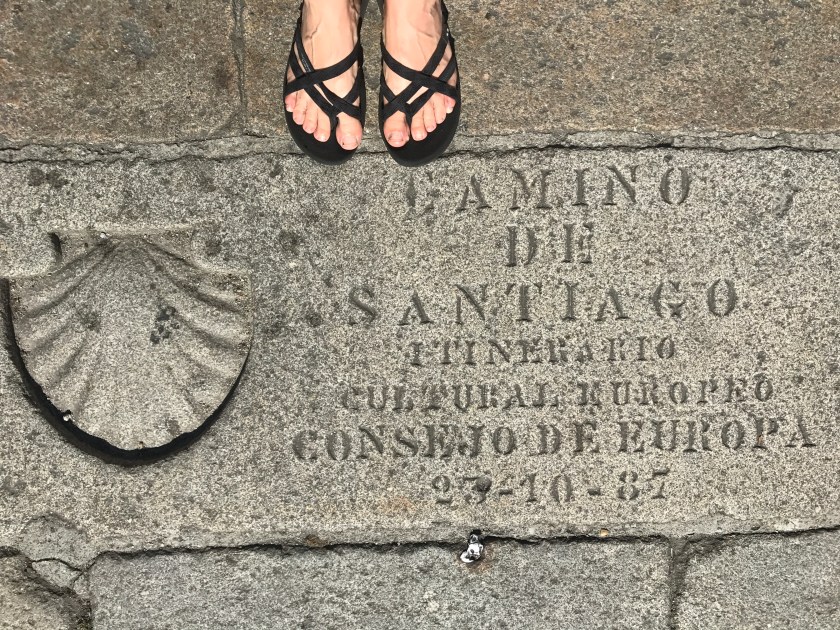 CAMINO
DE
SANTIAGO
ITINERARIO
CULTURAL EUROPEO
CONSEJO DE EUROPA
23-10-87